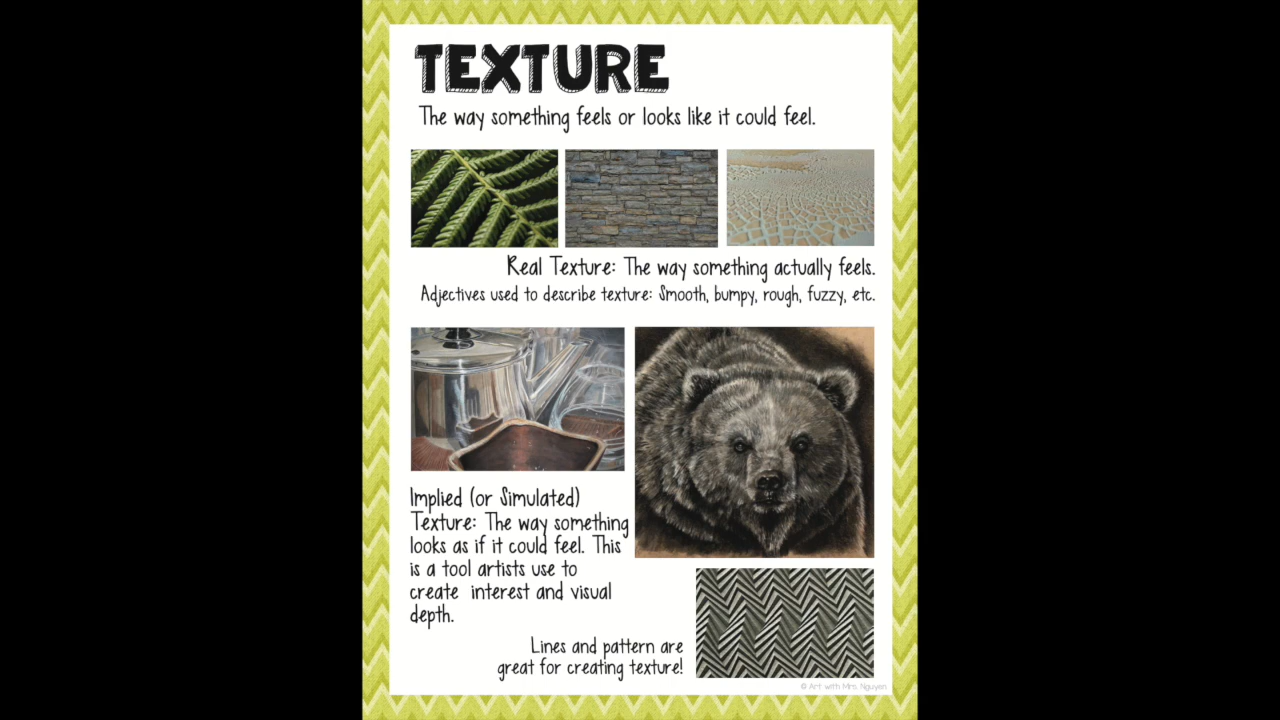 TEXTURE
The way something feels or looks like it could feel.
Real Texture: The way something actually feels.
Adjectives used to describe texture: Smooth, bumpy, rough, fuzzy, etc.
Implied (or Simulated)
Texture: The way something
looks as if it could feel. This
is a tool artists use to
create interest and visual
depth.
Lines and pattern are
great for creating texture!
© Art with Mrs. Nguyen